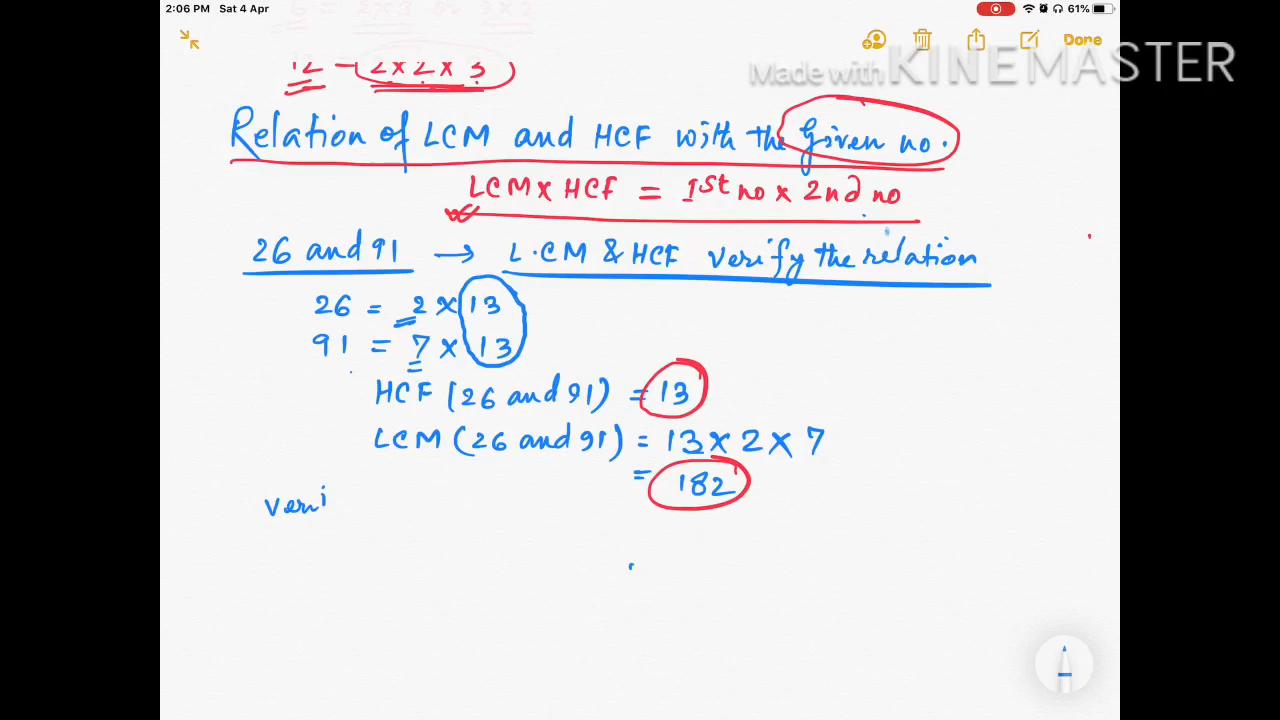 2:06 PM Sat 4 Apr
61%
Done
Made with KINEMASTER
12 = 2×2×3
Relation of LCM and HCF with the Given no.
LCM × HCF = 1st no × 2nd no
26 and 91 → L.CM & HCF verify the relation
26 = 2 × 13
91 = 7 × 13
HCF (26 and 91) = 13
LCM (26 and 91) = 13 × 2 × 7
= 182
veri